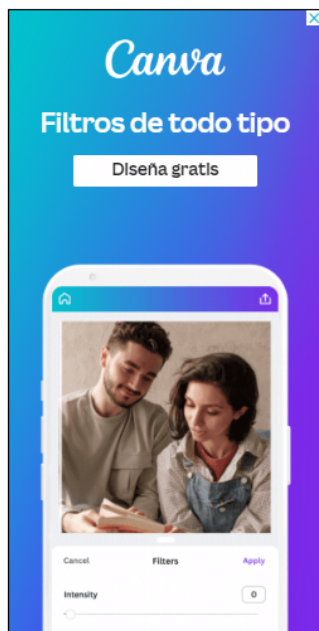 Canva
Filtros de todo tipo
Diseña gratis
Cancel Filters Apply
Intensity 0